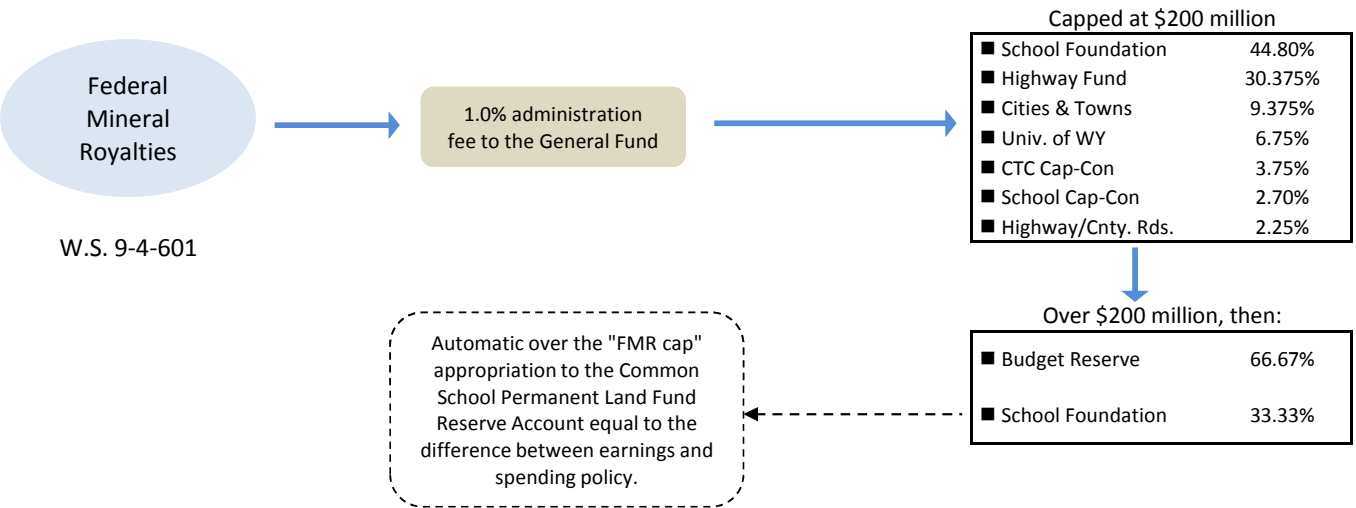 Federal
Mineral
Royalties
W.S. 9-4-601
1.0% administration
fee to the General Fund
Capped at $200 million
■ School Foundation 44.80%
■ Highway Fund 30.375%
■ Cities & Towns 9.375%
■ Univ. of WY 6.75%
■ CTC Cap-Con 3.75%
■ School Cap-Con 2.70%
■ Highway/Cnty. Rds. 2.25%
Over $200 million, then:
■ Budget Reserve 66.67%
■ School Foundation 33.33%
Automatic over the "FMR cap"
appropriation to the Common
School Permanent Land Fund
Reserve Account equal to the
difference between earnings and
spending policy.